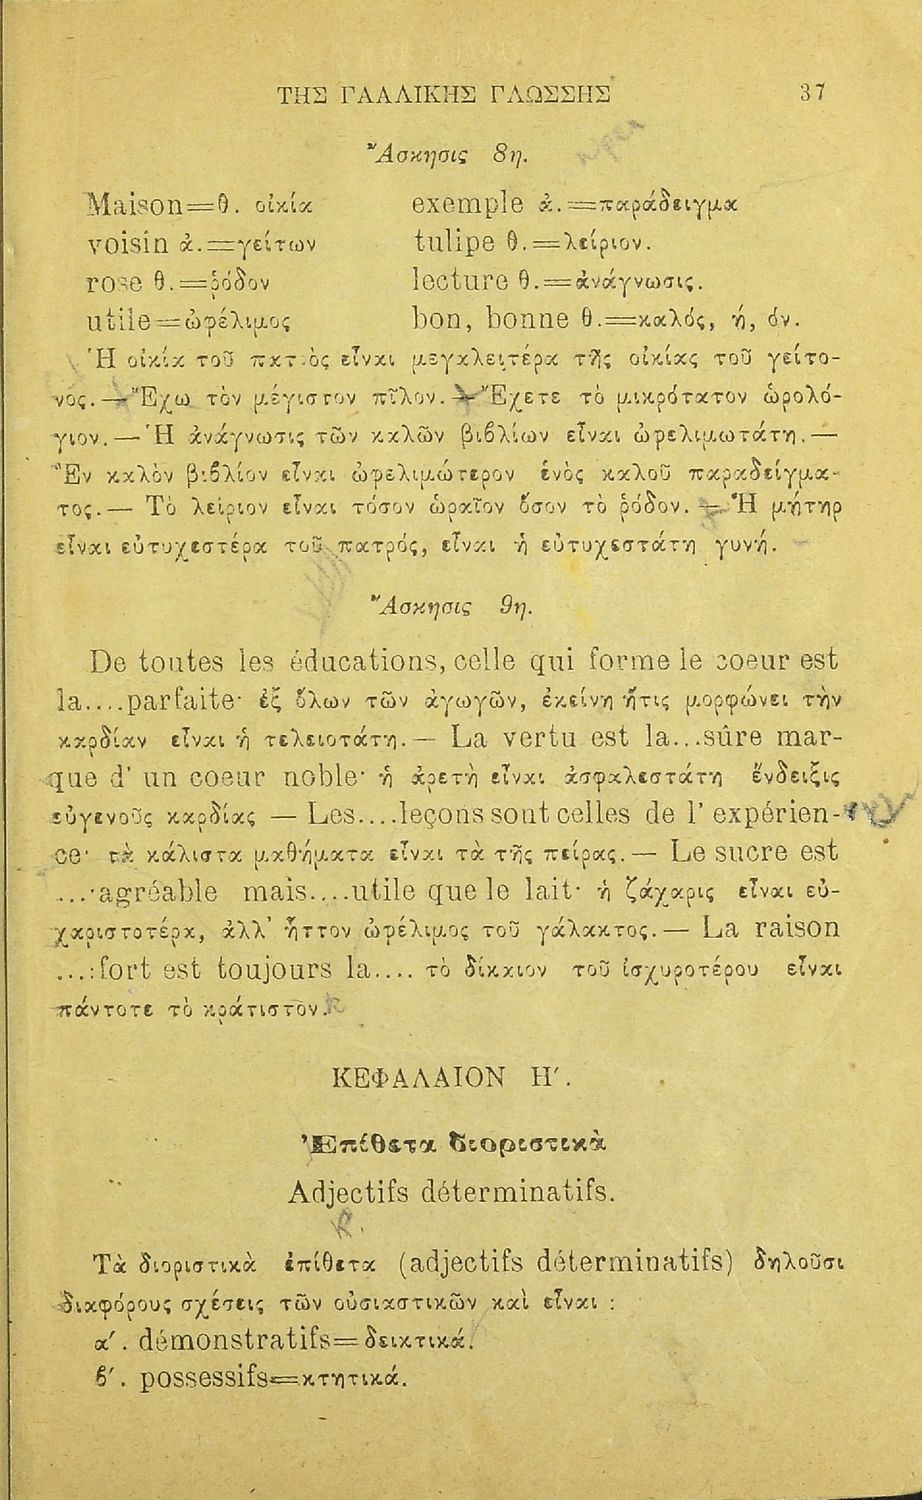 ΤΗΣ ΓΑΛΛΙΚΗΣ ΓΛΩΣΣΗΣ 37
Ἄσκησις 8η.
Maison=θ. οἰκία exemple ἀ.=παράδειγμα
voisin ἀ.=γείτων tulipe θ.=λείριον.
rose θ.=ῥόδον lecture θ.=ἀνάγνωσις.
utile=ὠφέλιμος bon, bonne θ.=καλός, ή, όν.
Ἡ οἰκία τοῦ πατρὸς εἶναι μεγαλειτέρα τῆς οἰκίας τοῦ γείτο-
νος.—Ἔχω τὸν μέγιστον πῖλον.—Ἔχετε τὸ μικρότατον ὡρολό-
γιον.—Ἡ ἀνάγνωσις τῶν καλῶν βιβλίων εἶναι ὠφελιμωτάτη.—
Ἓν καλὸν βιβλίον εἶναι ὠφελιμώτερον ἑνὸς καλοῦ παραδείγμα-
τος.— Τὸ λείριον εἶναι τόσον ὡραῖον ὅσον τὸ ῥόδον.— Ἡ μήτηρ
εἶναι εὐτυχεστέρα τοῦ πατρός, εἶναι ἡ εὐτυχεστάτη γυνή.
Ἄσκησις 9η.
De toutes les éducations, celle qui forme le coeur est
la....parfaite· ἐξ ὅλων τῶν ἀγωγῶν, ἐκείνη ἥτις μορφώνει τὴν
καρδίαν εἶναι ἡ τελειοτάτη.— La vertu est la...sûre mar-
que d' un coeur noble· ἡ ἀρετὴ εἶναι ἀσφαλεστάτη ἔνδειξις
εὐγενοῦς καρδίας — Les....leçons sont celles de l' expérien-
ce· τὰ κάλιστα μαθήματα εἶναι τὰ τῆς πείρας.— Le sucre est
...·agréable mais....utile que le lait· ἡ ζάχαρις εἶναι εὐ-
χαριστοτέρα, ἀλλ' ἧττον ὠφέλιμος τοῦ γάλακτος.— La raison
...:fort est toujours la.... τὸ δίκαιον τοῦ ἰσχυροτέρου εἶναι
πάντοτε τὸ κράτιστὸν.
ΚΕΦΑΛΑΙΟΝ Η΄.
Ἐπίθετα διοριστικὰ
Adjectifs déterminatifs.
Τὰ διοριστικὰ ἐπίθετα (adjectifs déterminatifs) δηλοῦσι
διαφόρους σχέσεις τῶν οὐσιαστικῶν καὶ εἶναι :
α΄. démonstratifs=δεικτικά.
β΄. possessifs=κτητικά.